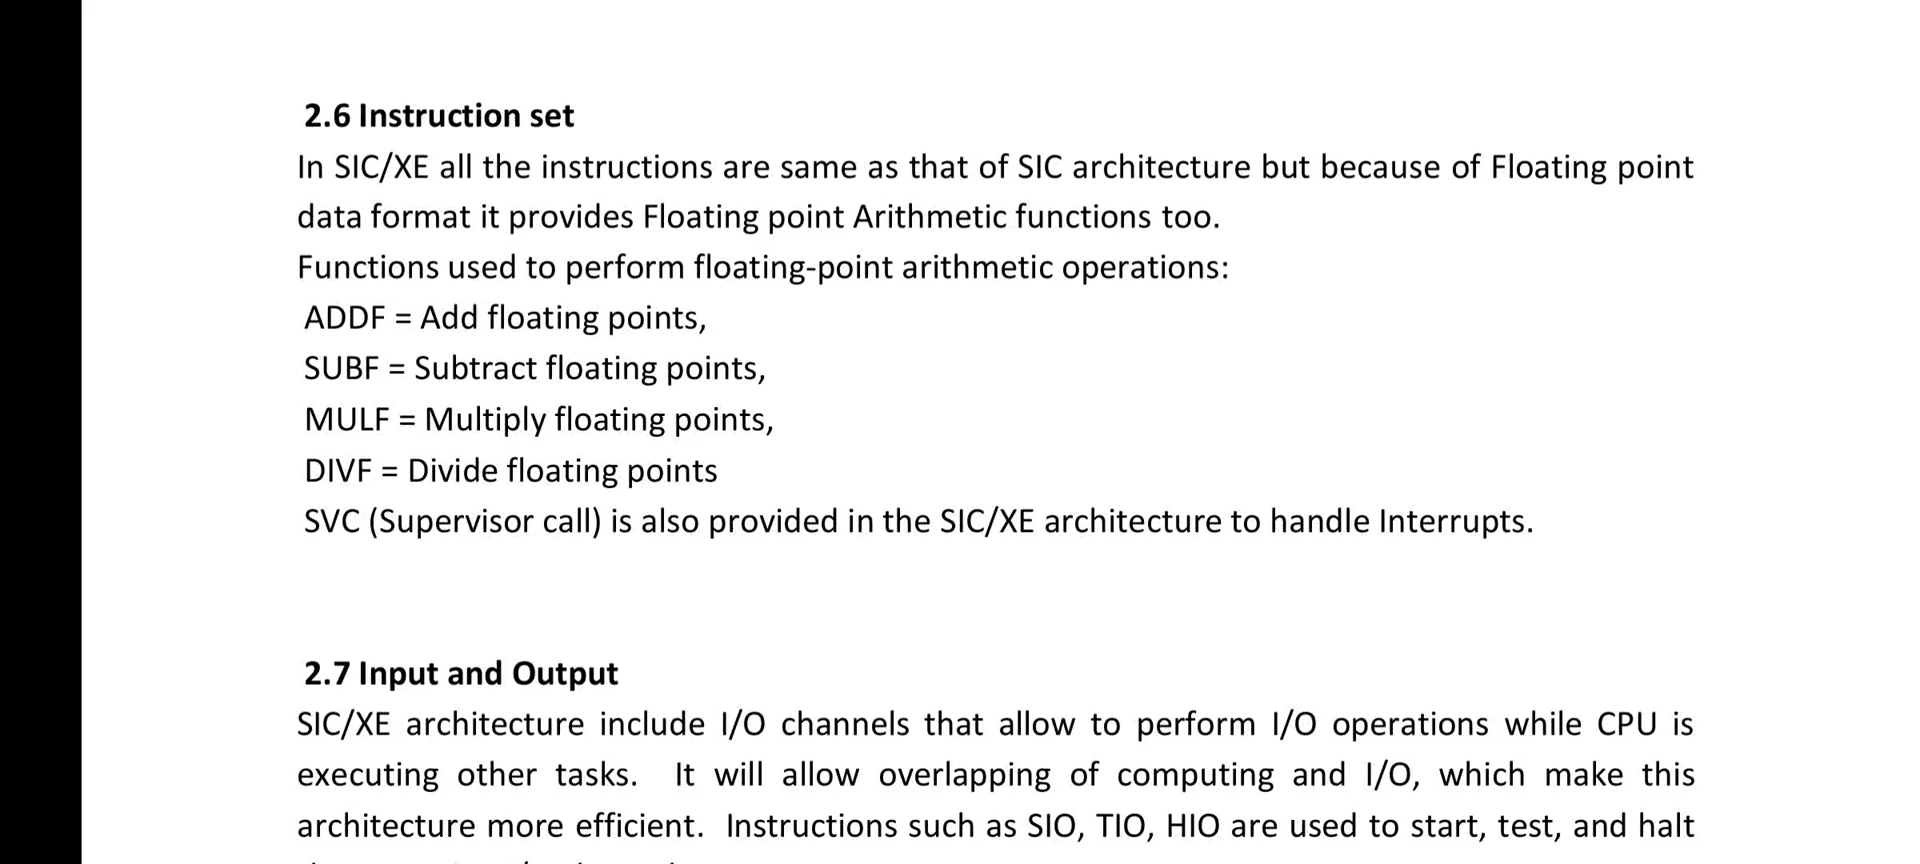 2.6 Instruction set
In SIC/XE all the instructions are same as that of SIC architecture but because of Floating point
data format it provides Floating point Arithmetic functions too.
Functions used to perform floating-point arithmetic operations:
ADDF = Add floating points,
SUBF = Subtract floating points,
MULF = Multiply floating points,
DIVF = Divide floating points
SVC (Supervisor call) is also provided in the SIC/XE architecture to handle Interrupts.
2.7 Input and Output
SIC/XE architecture include I/O channels that allow to perform I/O operations while CPU is
executing other tasks. It will allow overlapping of computing and I/O, which make this
architecture more efficient. Instructions such as SIO, TIO, HIO are used to start, test, and halt